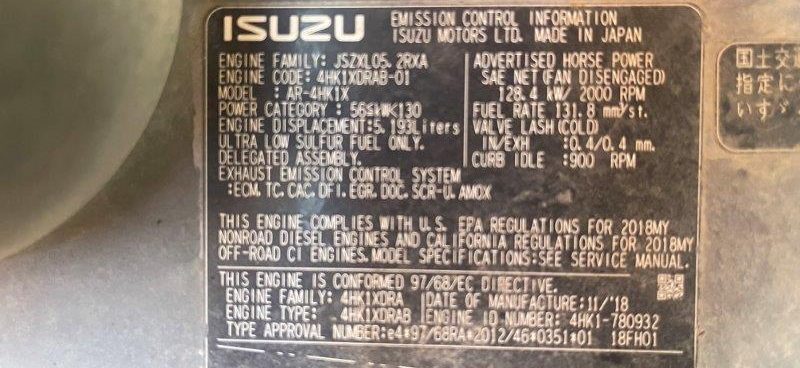 ISUZU
EMISSION CONTROL INFORMATION
ISUZU MOTORS LTD. MADE IN JAPAN
ENGINE FAMILY: JSZXL05.2RXA
ENGINE CODE: 4HK1XDRAB-01
MODEL : AR-4HK1X
POWER CATEGORY : 56≤kW<130
ENGINE DISPLACEMENT:5.193Liters
ULTRA LOW SULFUR FUEL ONLY.
DELEGATED ASSEMBLY.
EXHAUST EMISSION CONTROL SYSTEM
:ECM, TC, CAC, DFI, EGR, DOC, SCR-U, AMOX
ADVERTISED HORSE POWER
SAE NET(FAN DISENGAGED)
128.4 kW/ 2000 RPM
FUEL RATE 131.8 mm³/st.
VALVE LASH(COLD)
IN/EXH :0.4/0.4 mm.
CURB IDLE :900 RPM
THIS ENGINE COMPLIES WITH U.S. EPA REGULATIONS FOR 2018MY
NONROAD DIESEL ENGINES AND CALIFORNIA REGULATIONS FOR 2018MY
OFF-ROAD CI ENGINES. MODEL SPECIFICATIONS:SEE SERVICE MANUAL.
THIS ENGINE IS CONFORMED 97/68/EC DIRECTIVE.
ENGINE FAMILY: 4HK1XDRA DATE OF MANUFACTURE:11/'18
ENGINE TYPE: 4HK1XDRAB ENGINE ID NUMBER: 4HK1-780932
TYPE APPROVAL NUMBER:e4*97/68RA*2012/46*0351*01 18FH01
国土交
指定に
いすゞ